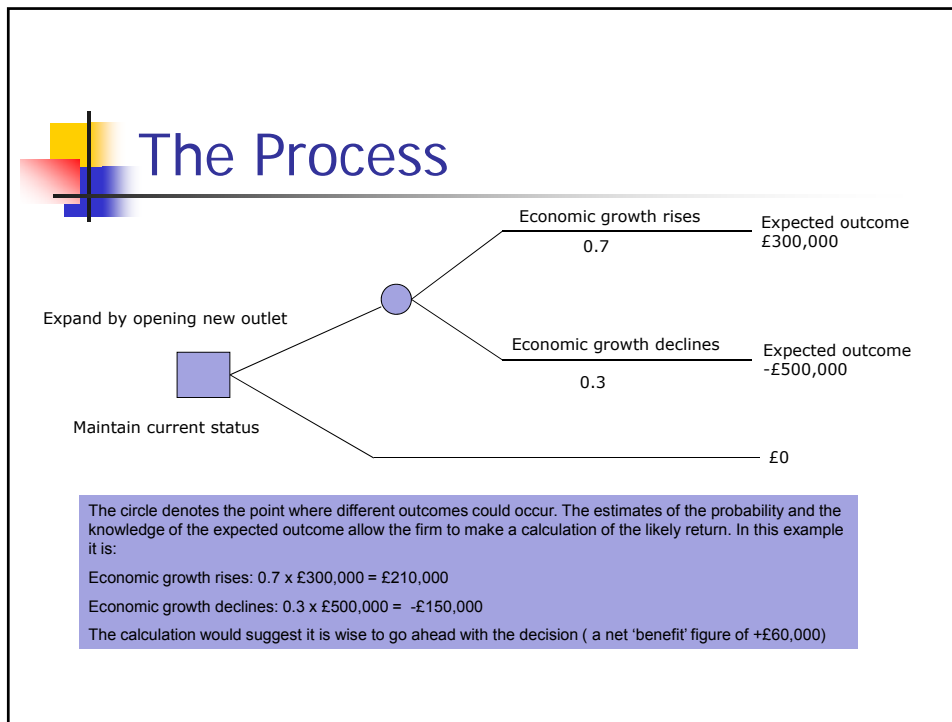 The Process
Economic growth rises
0.7
Expected outcome
£300,000
Expand by opening new outlet
Economic growth declines
0.3
Expected outcome
-£500,000
Maintain current status
£0
The circle denotes the point where different outcomes could occur. The estimates of the probability and the
knowledge of the expected outcome allow the firm to make a calculation of the likely return. In this example
it is:
Economic growth rises: 0.7 x £300,000 = £210,000
Economic growth declines: 0.3 x £500,000 = -£150,000
The calculation would suggest it is wise to go ahead with the decision ( a net ‘benefit’ figure of +£60,000)